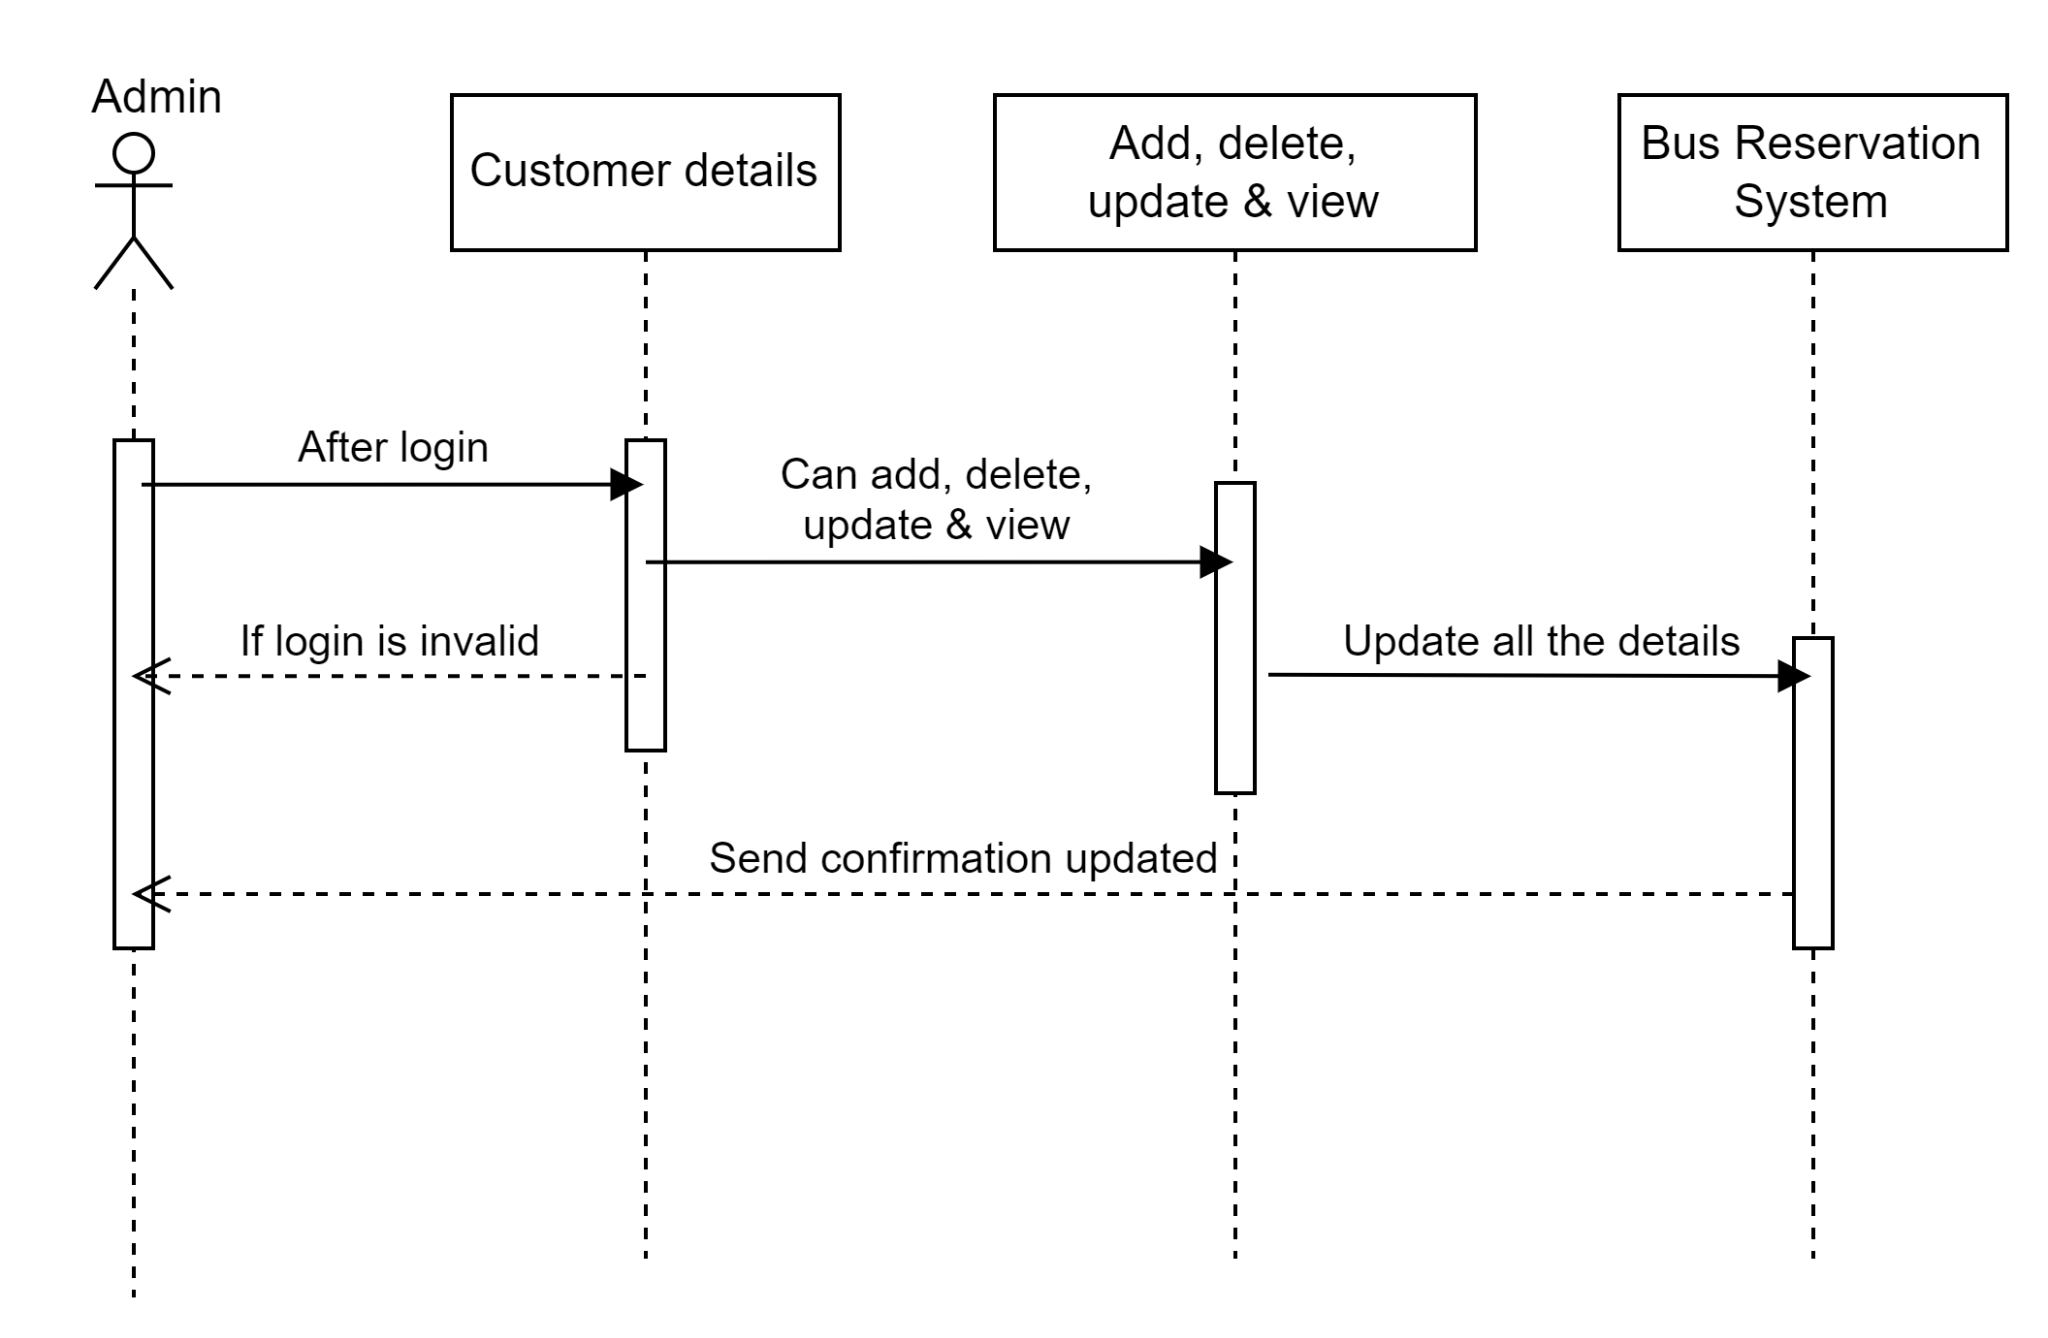 Admin
Customer details
Add, delete,
update & view
Bus Reservation
System
After login
Can add, delete,
update & view
If login is invalid
Update all the details
Send confirmation updated